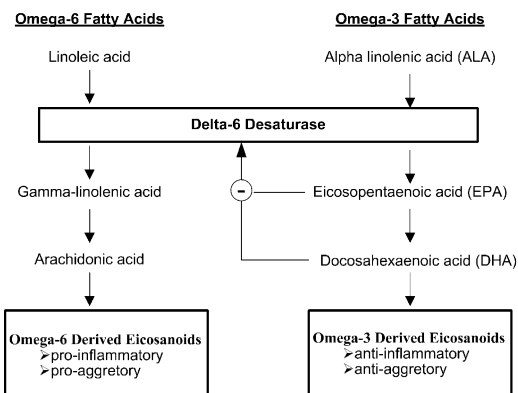 Omega-6 Fatty Acids
Omega-3 Fatty Acids
Linoleic acid
Alpha linolenic acid (ALA)
Delta-6 Desaturase
-
Gamma-linolenic acid
Eicosopentaenoic acid (EPA)
Arachidonic acid
Docosahexaenoic acid (DHA)
Omega-6 Derived Eicosanoids
➢pro-inflammatory
➢pro-aggretory
Omega-3 Derived Eicosanoids
➢anti-inflammatory
➢anti-aggretory